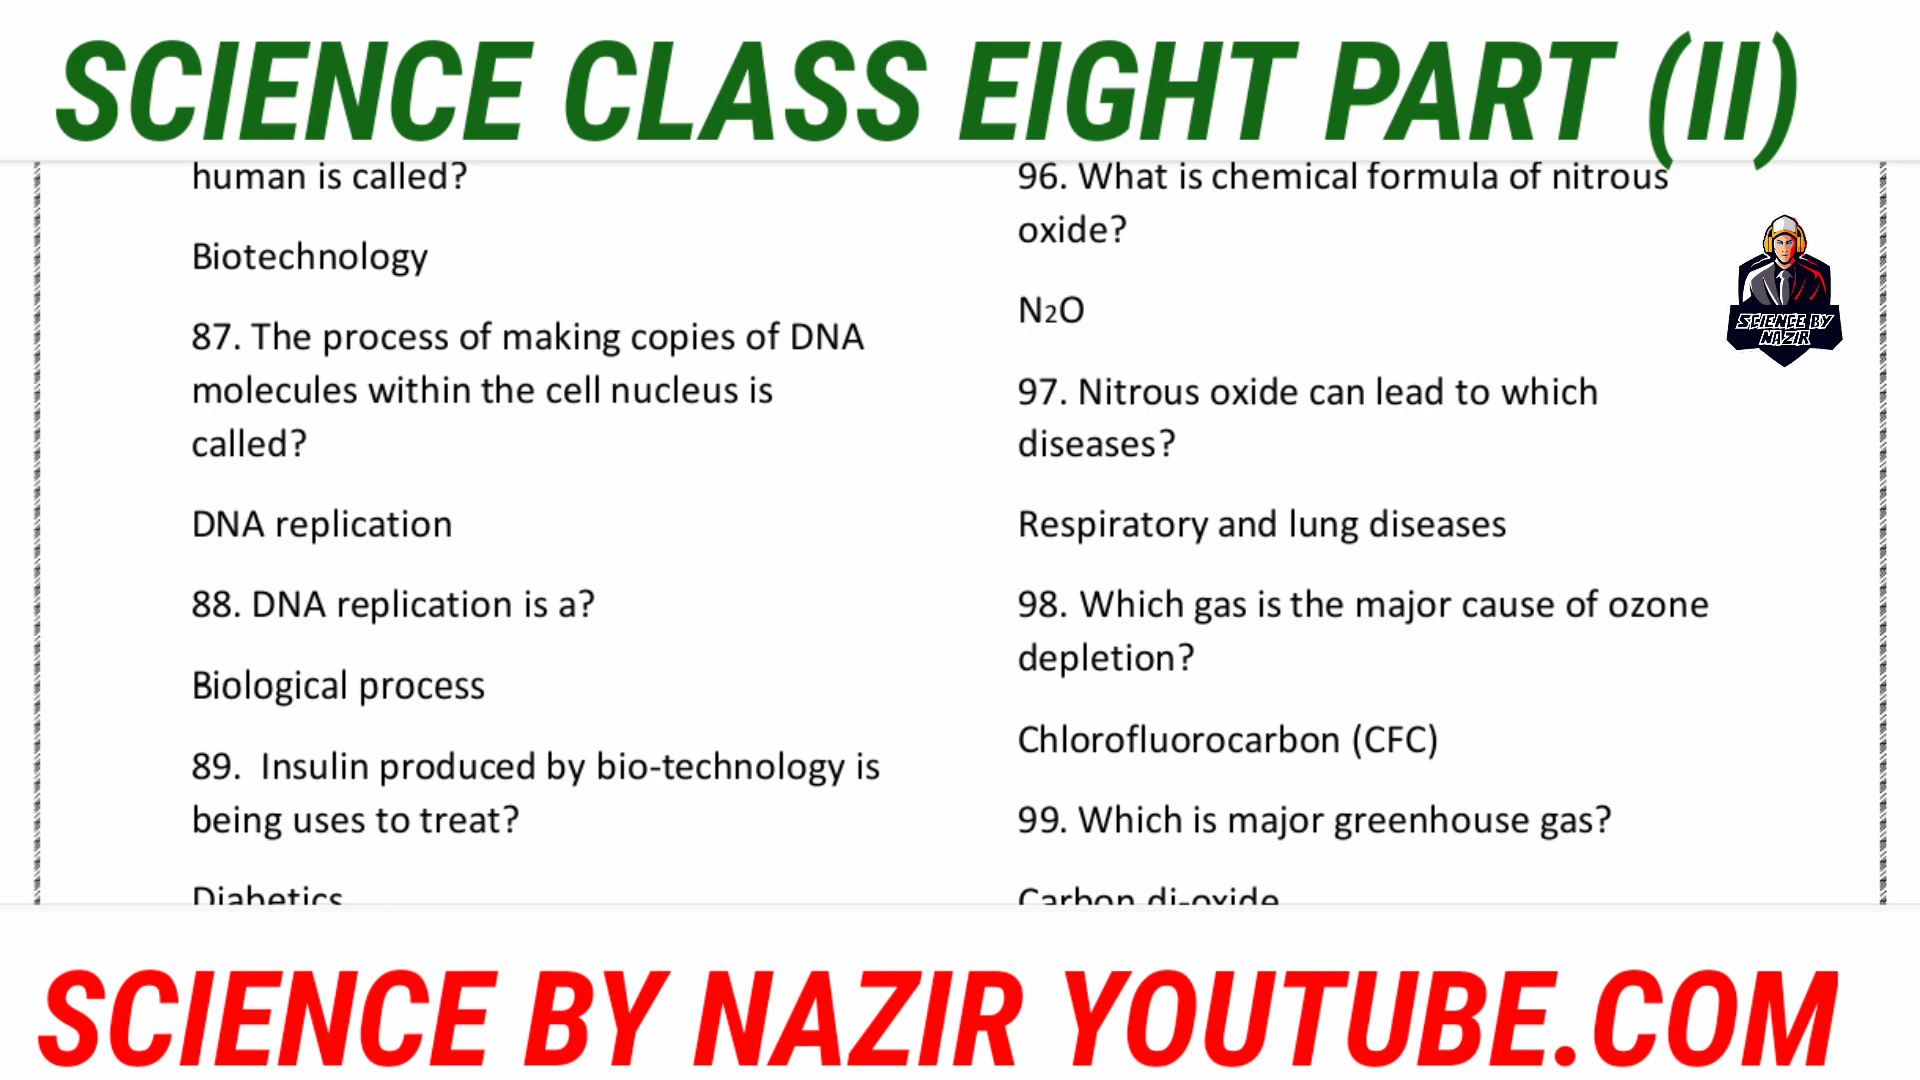 SCIENCE CLASS EIGHT PART (II)
human is called?
Biotechnology
87. The process of making copies of DNA
molecules within the cell nucleus is
called?
DNA replication
88. DNA replication is a?
Biological process
89.  Insulin produced by bio-technology is
being uses to treat?
Diabetics
96. What is chemical formula of nitrous
oxide?
N₂O
97. Nitrous oxide can lead to which
diseases?
Respiratory and lung diseases
98. Which gas is the major cause of ozone
depletion?
Chlorofluorocarbon (CFC)
99. Which is major greenhouse gas?
Carbon di-oxide
SCIENCE BY
NAZIR
SCIENCE BY NAZIR YOUTUBE.COM